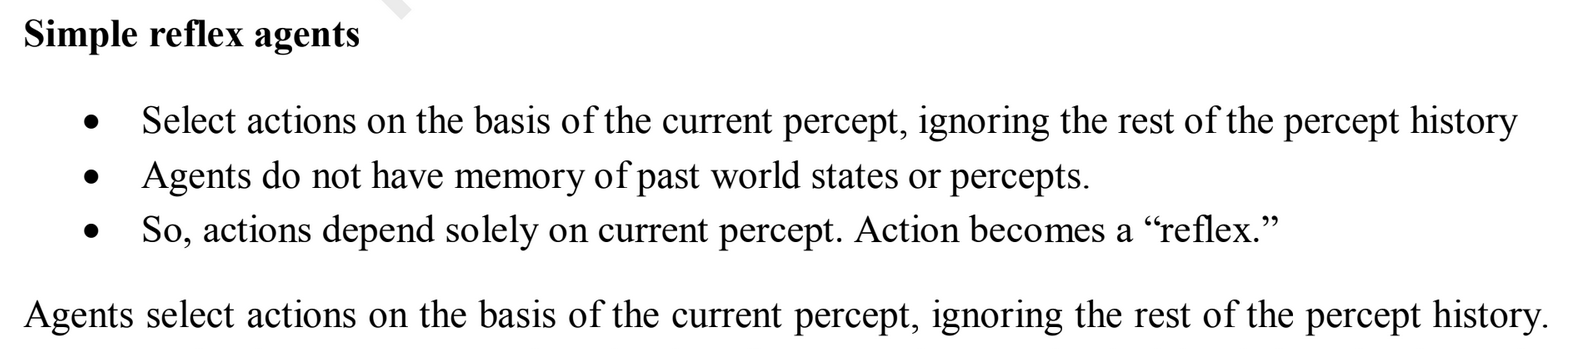 Simple reflex agents
• Select actions on the basis of the current percept, ignoring the rest of the percept history
• Agents do not have memory of past world states or percepts.
• So, actions depend solely on current percept. Action becomes a “reflex.”
Agents select actions on the basis of the current percept, ignoring the rest of the percept history.